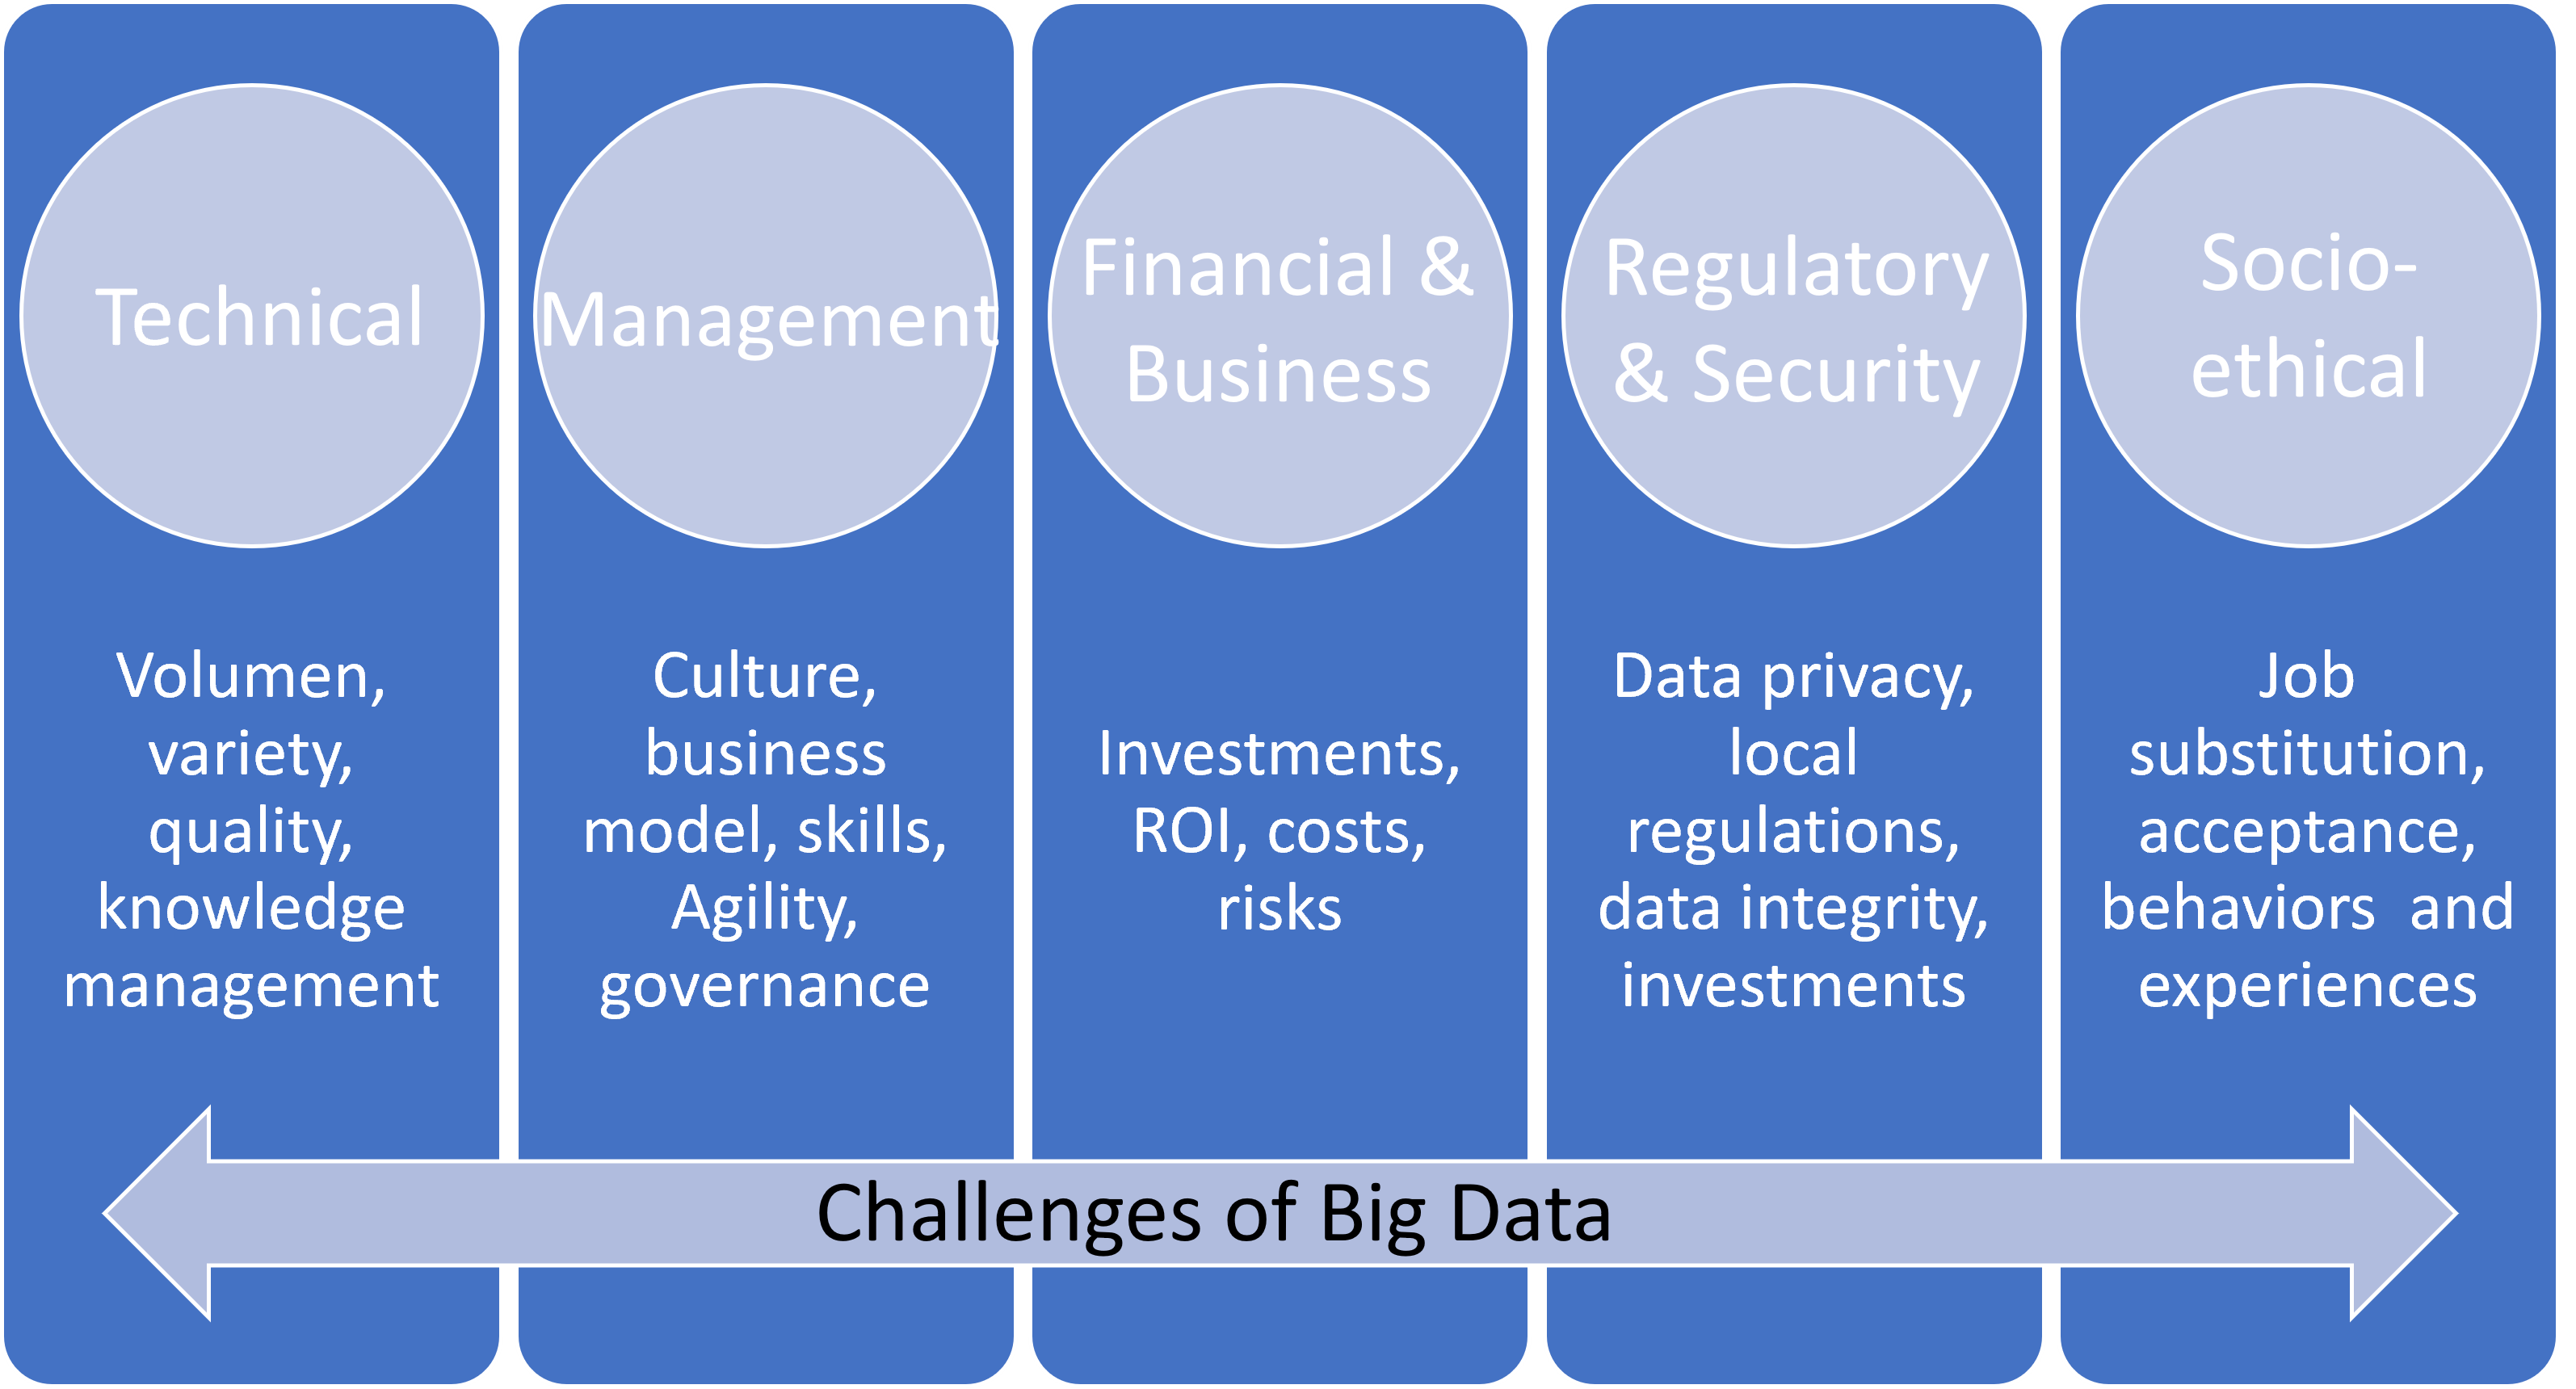 Technical
Management
Financial &
Business
Regulatory
& Security
Socio-
ethical
Volumen,
variety,
quality,
knowledge
management
Culture,
business
model, skills,
Agility,
governance
Investments,
ROI, costs,
risks
Data privacy,
local
regulations,
data integrity,
investments
Job
substitution,
acceptance,
behaviors  and
experiences
Challenges of Big Data